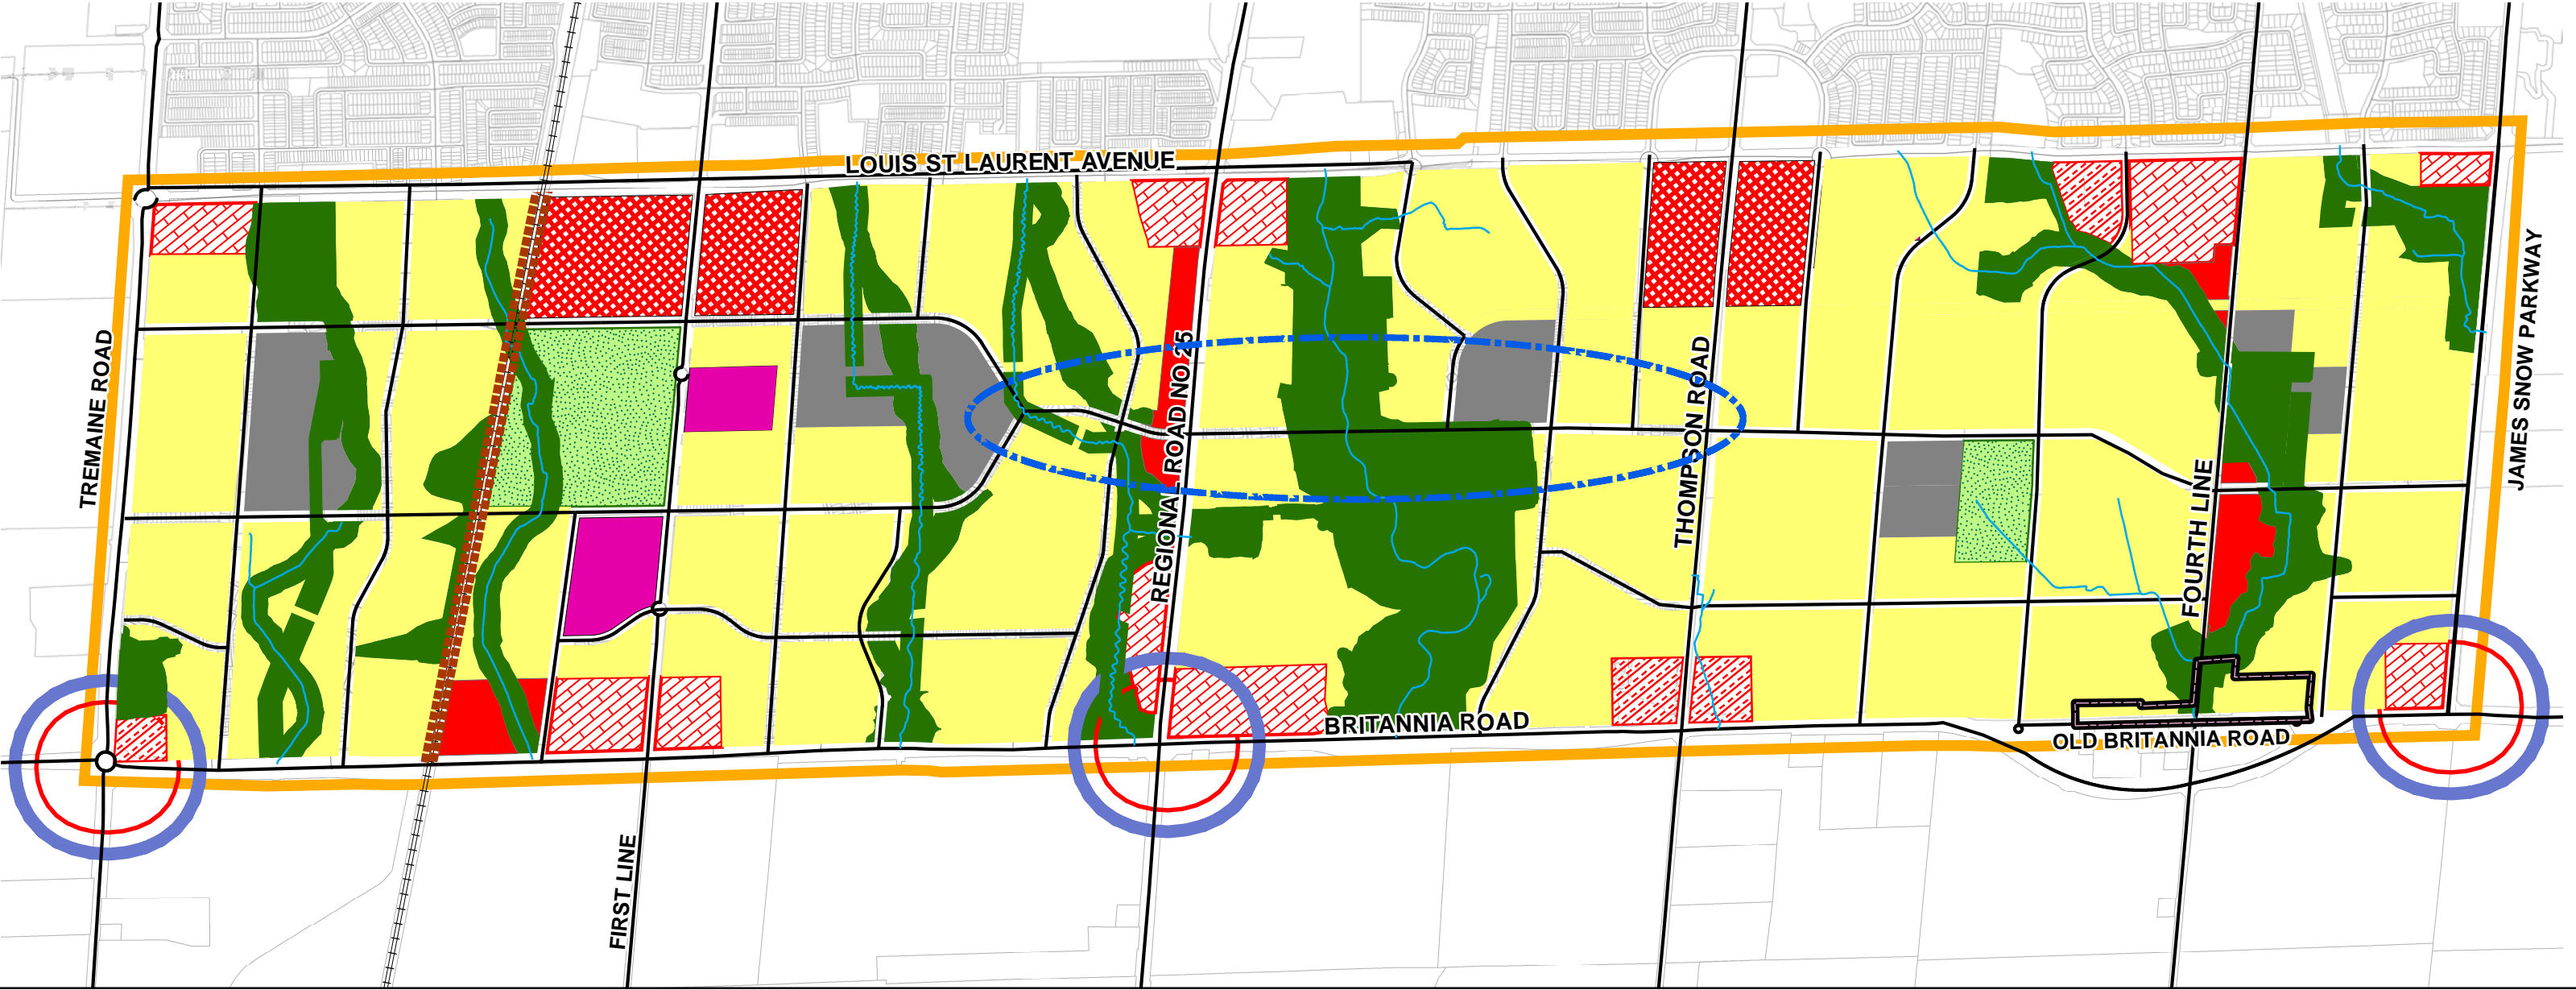 LOUIS ST LAURENT AVENUE
TREMAINE ROAD
REGIONAL ROAD NO 25
THOMPSON ROAD
FOURTH LINE
JAMES SNOW PARKWAY
BRITANNIA ROAD
OLD BRITANNIA ROAD
FIRST LINE